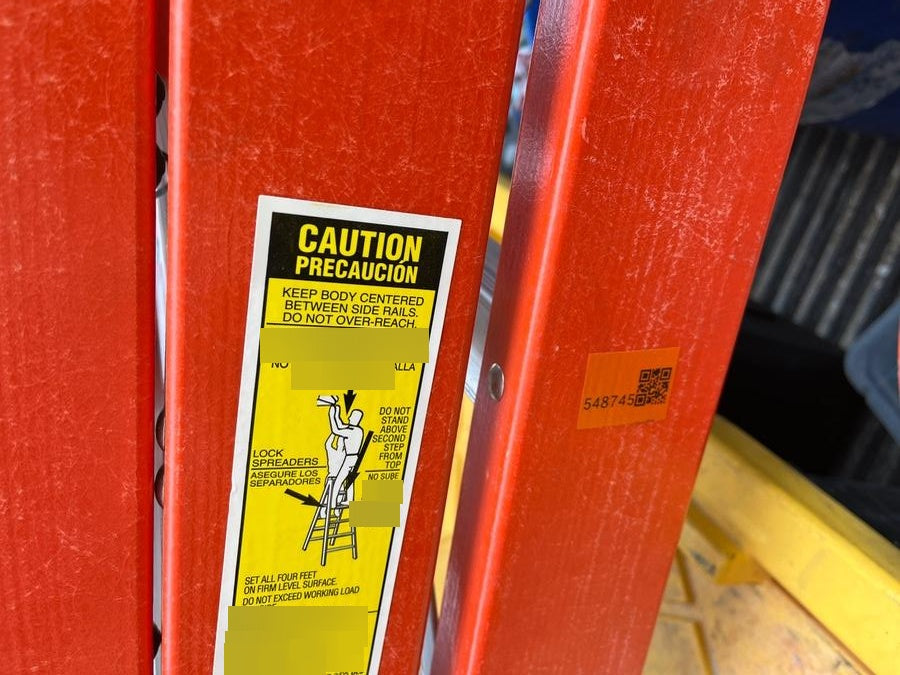 CAUTION
PRECAUCIÓN
KEEP BODY CENTERED
BETWEEN SIDE RAILS.
DO NOT OVER-REACH.
NO
DO NOT
STAND
ABOVE
SECOND
STEP
FROM
TOP
NO SUBE
LOCK
SPREADERS
ASEGURE LOS
SEPARADORES
SET ALL FOUR FEET
ON FIRM LEVEL SURFACE.
DO NOT EXCEED WORKING LOAD
548745